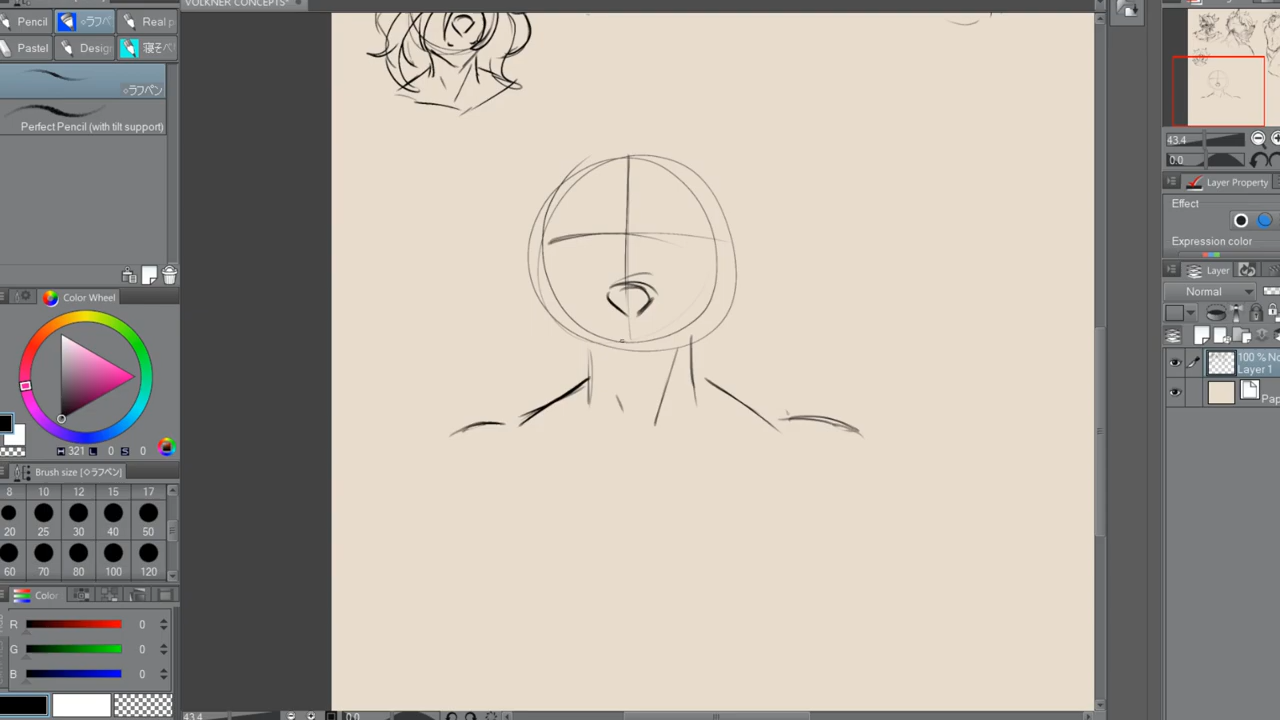 VOLKNER CONCEPTS*
Pencil
◇ラフペ
Real p
Pastel
Design
寝そべ
◇ラフペン
Perfect Pencil (with tilt support)
Color Wheel
H 321 L 0 S 0
Brush size [◇ラフペン]
8 10 12 15 17
20 25 30 40 50
60 70 80 100 120
Color
R 0
G 0
B 0
43.4
0.0
43.4
0.0
Layer Property
Effect
Expression color
Layer
Normal
100 % No
Layer 1
Pap